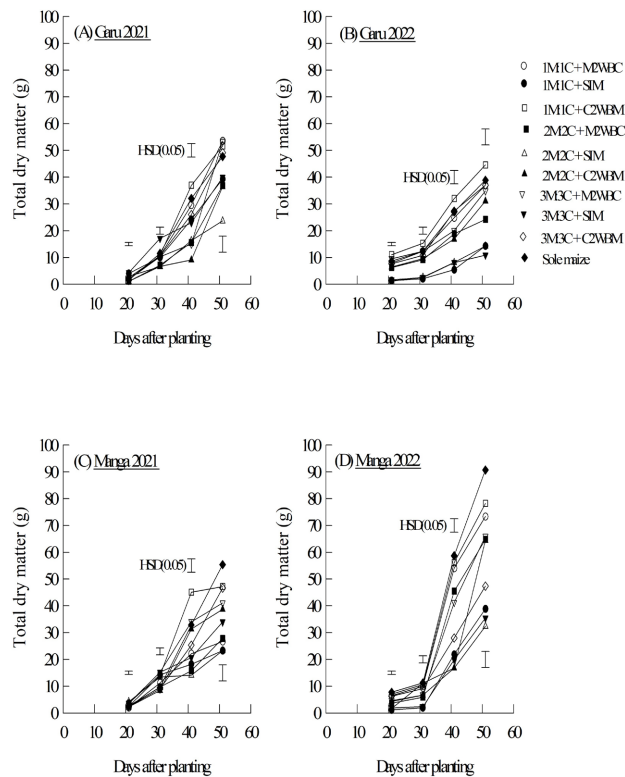 (A) Garu 2021
Total dry matter (g)
100
90
80
70
60
50
40
30
20
10
0
HSD(0.05)
0 10 20 30 40 50 60
Days after planting
(B) Garu 2022
Total dry matter (g)
100
90
80
70
60
50
40
30
20
10
0
HSD(0.05)
0 10 20 30 40 50 60
Days after planting
1M1C+M2WBC
1M1C+SIM
1M1C+C2WBM
2M2C+M2WBC
2M2C+SIM
2M2C+C2WBM
3M3C+M2WBC
3M3C+SIM
3M3C+C2WBM
Sole maize
(C) Manga 2021
Total dry matter (g)
100
90
80
70
60
50
40
30
20
10
0
HSD(0.05)
0 10 20 30 40 50 60
Days after planting
(D) Manga 2022
Total dry matter (g)
100
90
80
70
60
50
40
30
20
10
0
HSD(0.05)
0 10 20 30 40 50 60
Days after planting